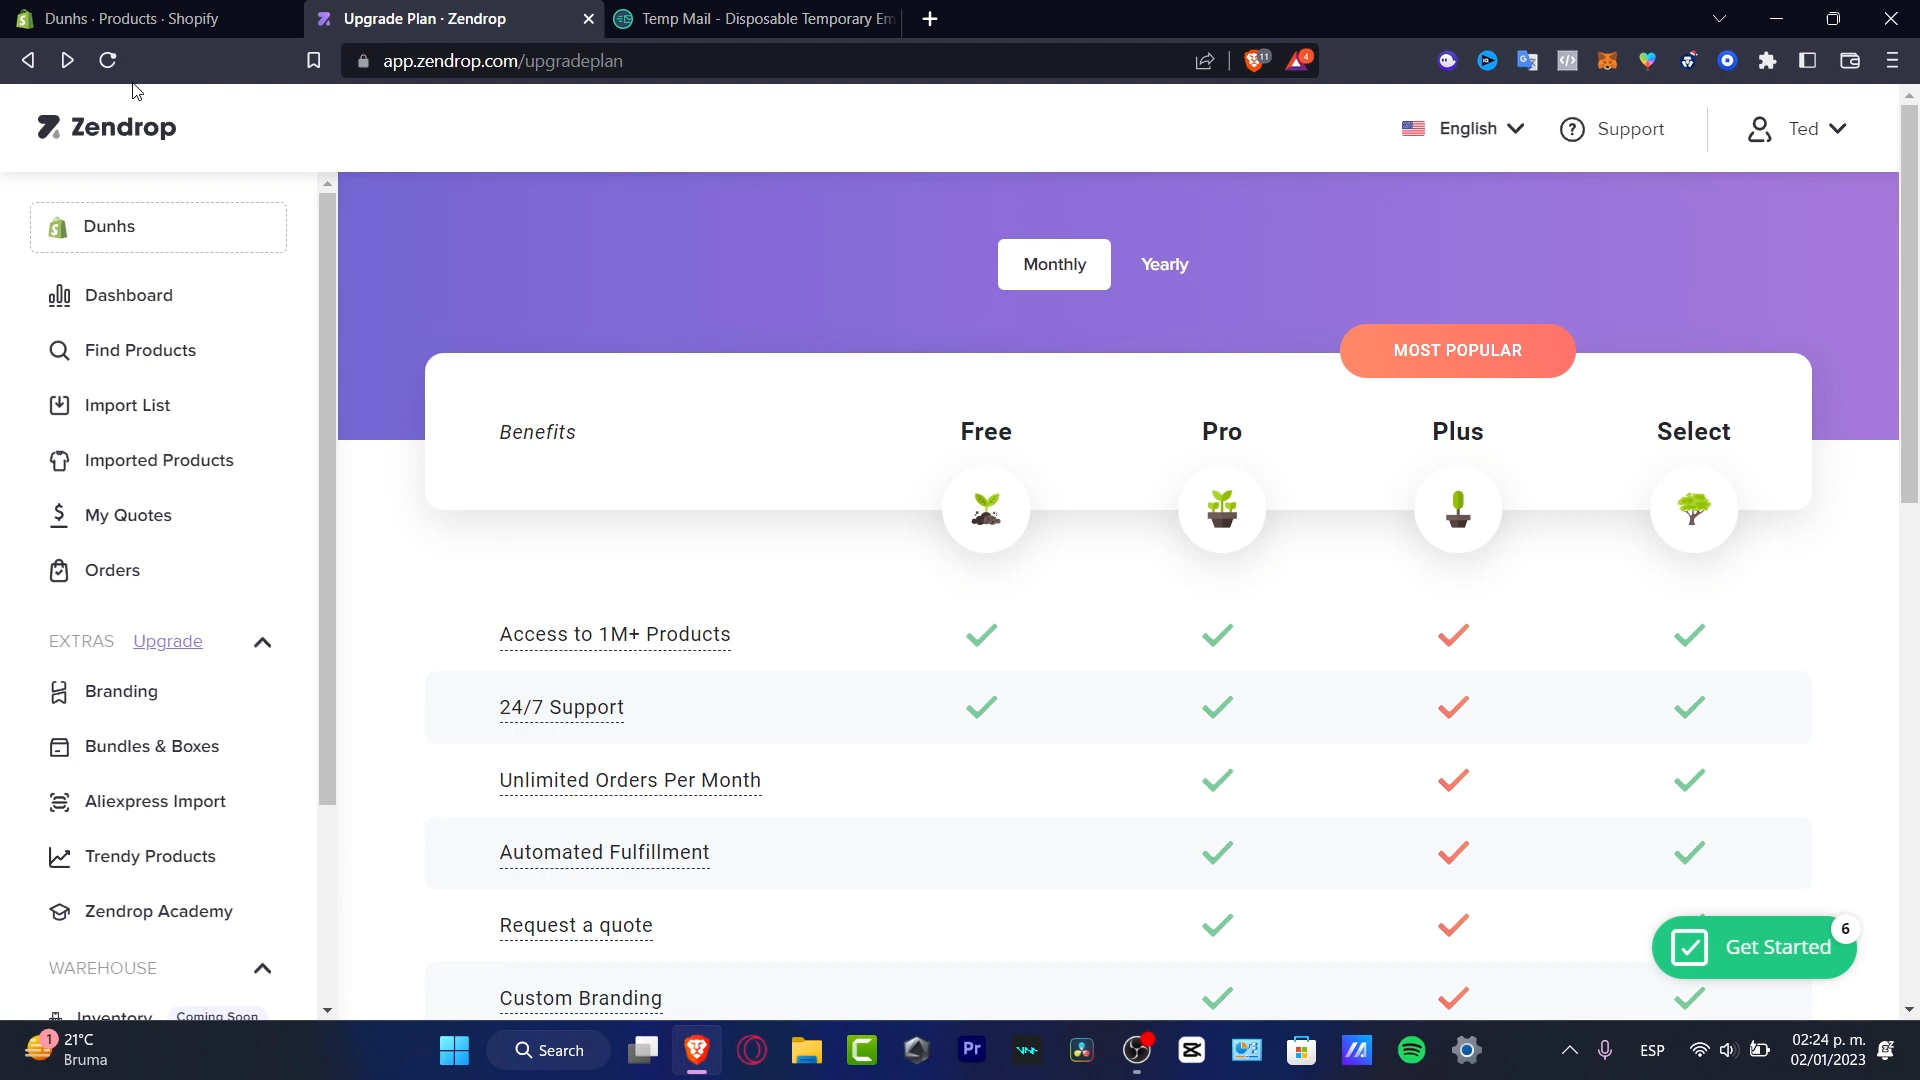 Dunhs · Products · Shopify
Upgrade Plan · Zendrop
Temp Mail - Disposable Temporary Em
app.zendrop.com/upgradeplan
11
4
Zendrop
English
Support
Ted
Dunhs
Dashboard
Find Products
Import List
Imported Products
My Quotes
Orders
EXTRAS Upgrade
Branding
Bundles & Boxes
Aliexpress Import
Trendy Products
Zendrop Academy
WAREHOUSE
Inventory Coming Soon
Monthly Yearly
MOST POPULAR
Benefits Free Pro Plus Select
Access to 1M+ Products
24/7 Support
Unlimited Orders Per Month
Automated Fulfillment
Request a quote
Custom Branding
Get Started
6
1
21°C
Bruma
Search
Pr
ESP
02:24 p. m.
02/01/2023